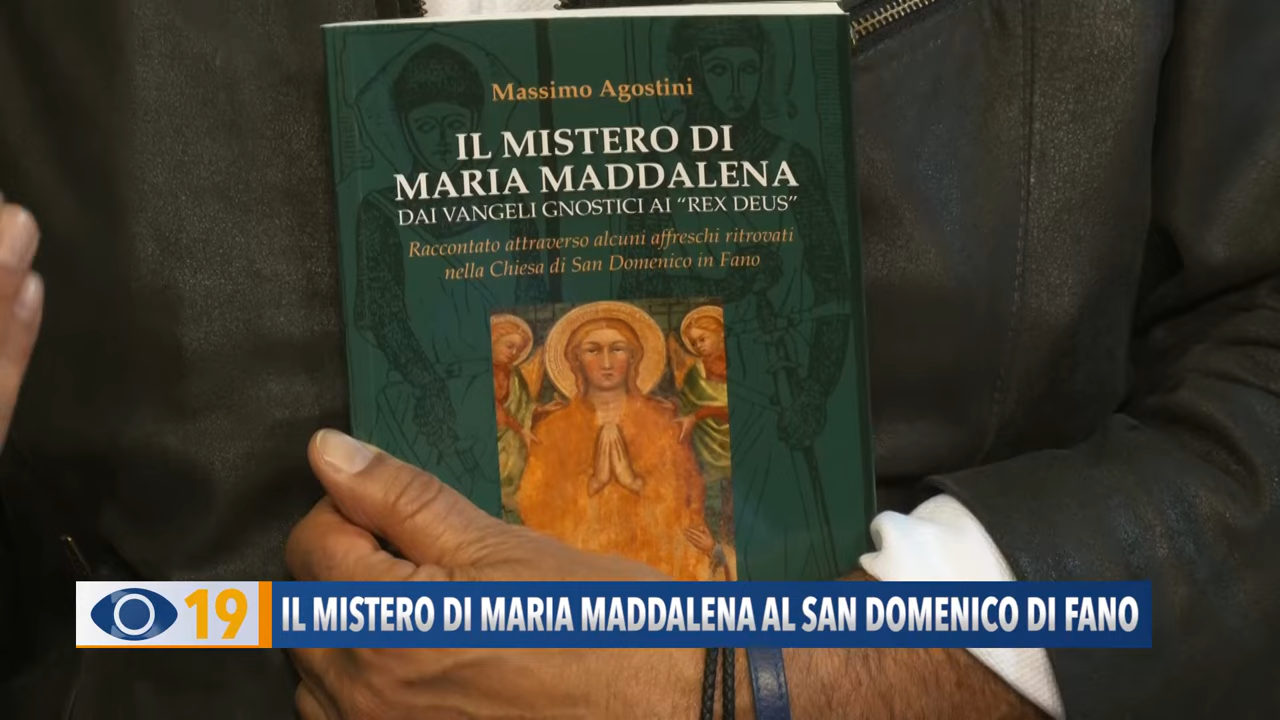 Massimo Agostini
IL MISTERO DI
MARIA MADDALENA
DAI VANGELI GNOSTICI AI “REX DEUS”
Raccontato attraverso alcuni affreschi ritrovati
nella Chiesa di San Domenico in Fano
19 IL MISTERO DI MARIA MADDALENA AL SAN DOMENICO DI FANO